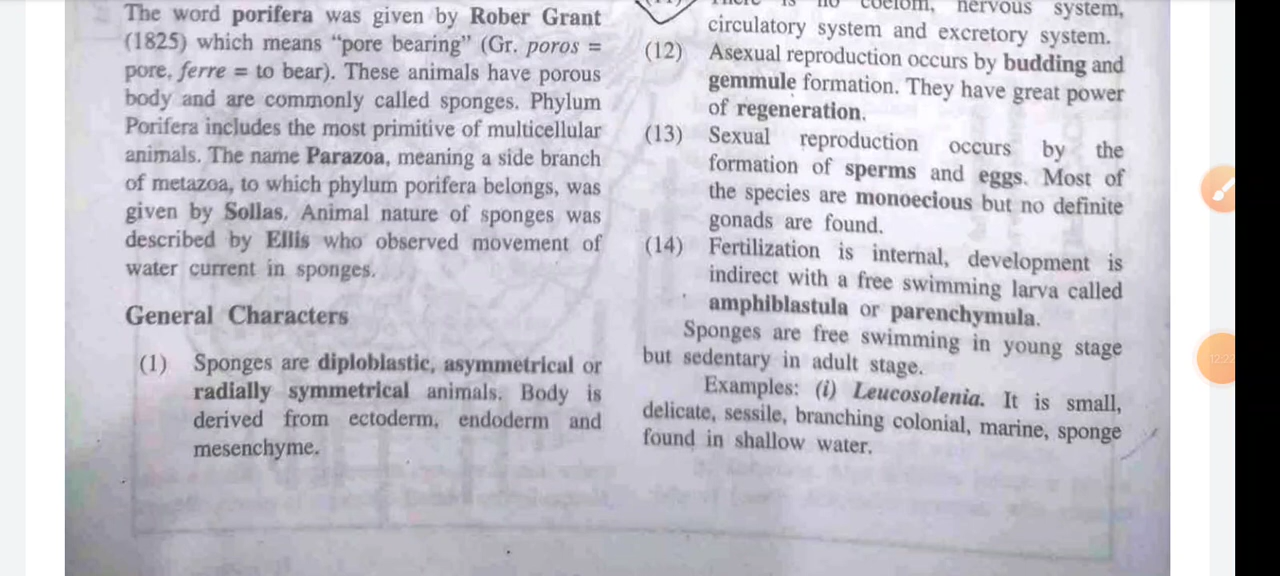 The word porifera was given by Rober Grant
(1825) which means “pore bearing” (Gr. poros =
pore, ferre = to bear). These animals have porous
body and are commonly called sponges. Phylum
Porifera includes the most primitive of multicellular
animals. The name Parazoa, meaning a side branch
of metazoa, to which phylum porifera belongs, was
given by Sollas. Animal nature of sponges was
described by Ellis who observed movement of
water current in sponges.
General Characters
(1) Sponges are diploblastic, asymmetrical or
radially symmetrical animals. Body is
derived from ectoderm, endoderm and
mesenchyme.
There is no coelom, nervous system,
circulatory system and excretory system.
(12) Asexual reproduction occurs by budding and
gemmule formation. They have great power
of regeneration.
(13) Sexual reproduction occurs by the
formation of sperms and eggs. Most of
the species are monoecious but no definite
gonads are found.
(14) Fertilization is internal, development is
indirect with a free swimming larva called
amphiblastula or parenchymula.
Sponges are free swimming in young stage
but sedentary in adult stage.
Examples: (i) Leucosolenia. It is small,
delicate, sessile, branching colonial, marine, sponge
found in shallow water.